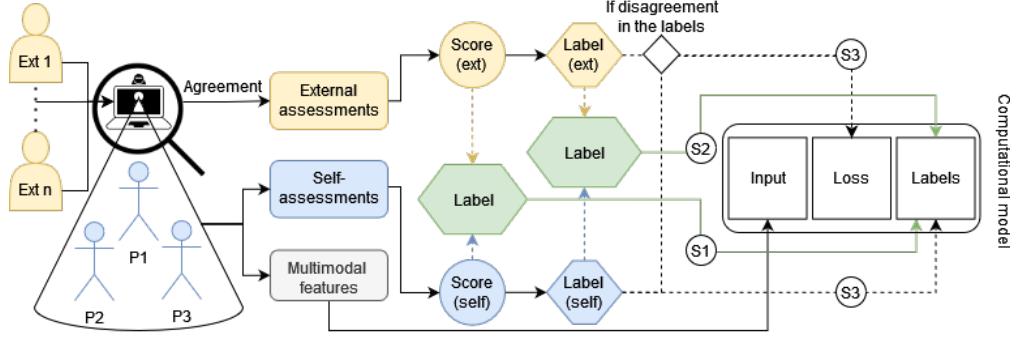 If disagreement
in the labels
Ext 1
Score
(ext)
Label
(ext)
S3
Agreement
External
assessments
Computational model
Ext n
Label
S2
Input
Loss
Labels
Self-
assessments
Label
P1
S1
P2
P3
Multimodal
features
Score
(self)
Label
(self)
S3